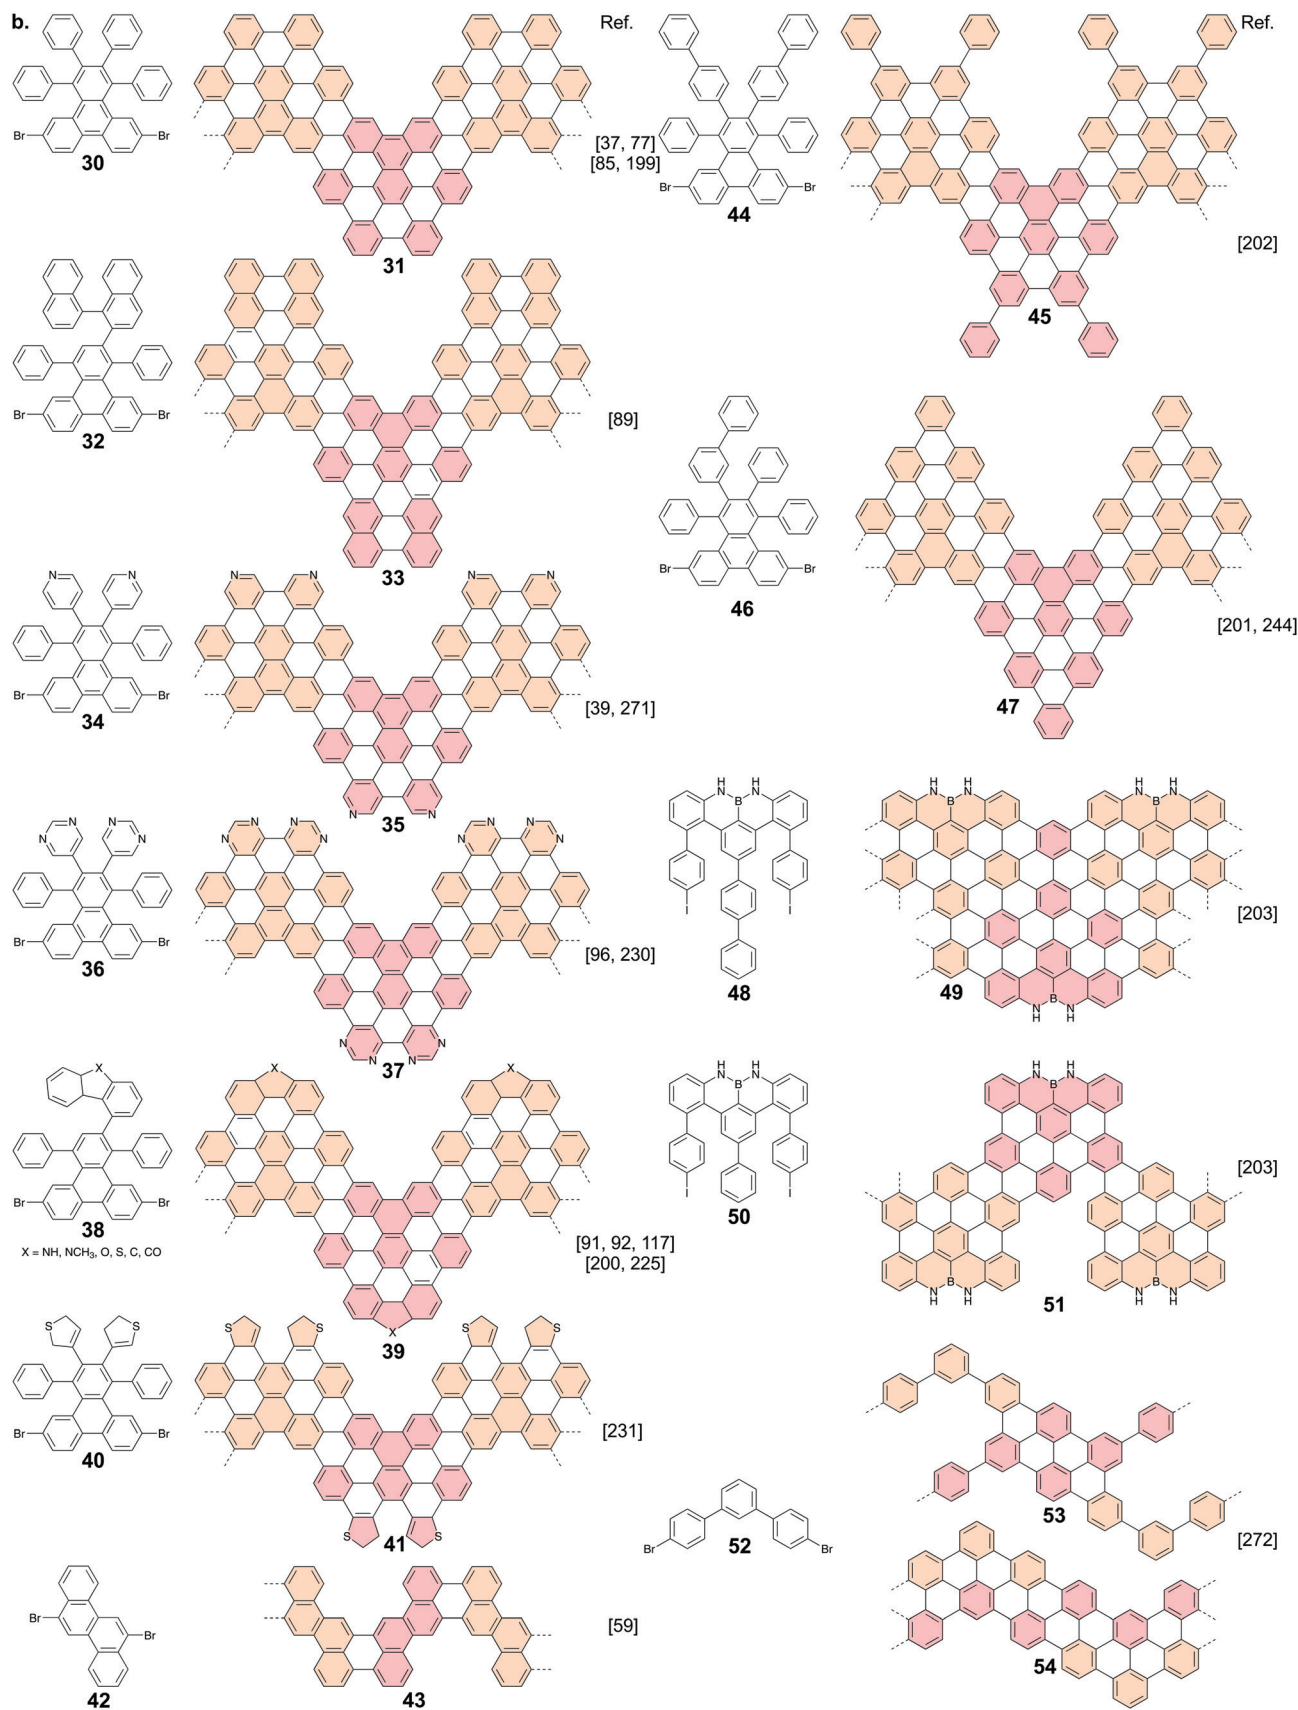 b.
Ref.
Br Br
30
[37, 77]
[85, 199]
31
Br Br
32
[89]
33
N N
Br Br
34
N N N N
[39, 271]
N N
35
N N N N
Br Br
36
N N N N N N N N
[96, 230]
N N N N
37
X
Br Br
38
X = NH, NCH₃, O, S, C, CO
X X
[91, 92, 117]
[200, 225]
X
39
S S
Br Br
40
S S S S
[231]
S S
41
Br
Br
42
[59]
43
Ref.
Br Br
44
[202]
45
Br Br
46
[201, 244]
47
H H
N N
B
I I
48
H H H H
N N N N
B B
[203]
B
N N
H H
49
H H
N N
B
I I
50
H H
N N
B
[203]
B B
N N N N
H H H H
51
Br Br
52
53
[272]
54